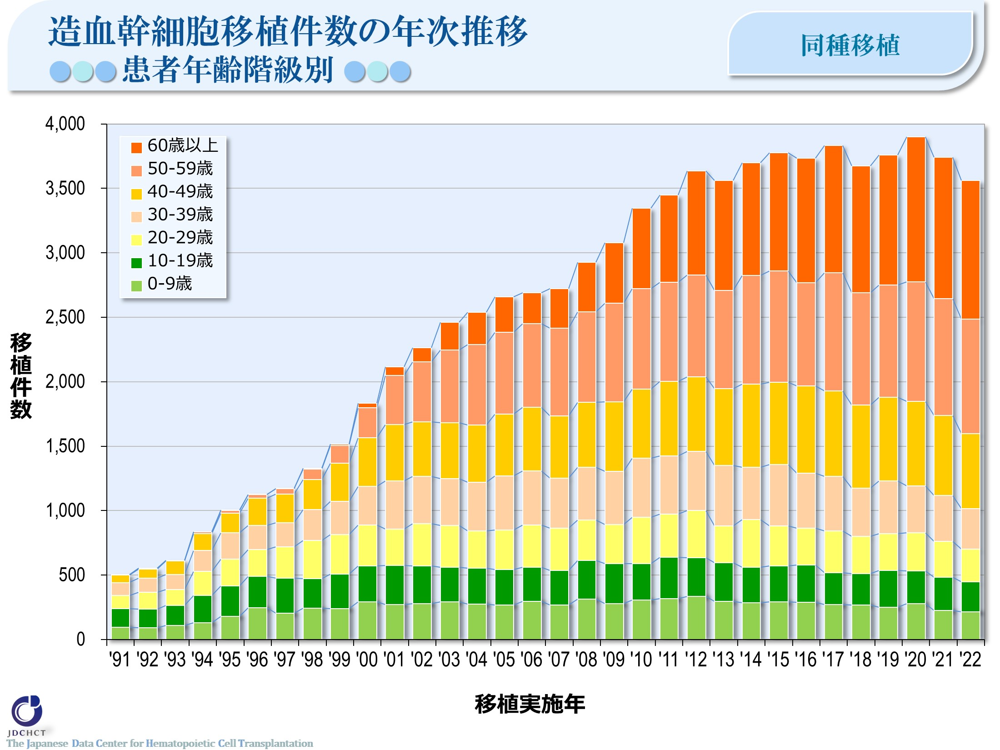 造血幹細胞移植件数の年次推移
患者年齢階級別
同種移植
4,000
3,500
3,000
2,500
2,000
1,500
1,000
500
0
60歳以上
50-59歳
40-49歳
30-39歳
20-29歳
10-19歳
0-9歳
移植件数
'91 '92 '93 '94 '95 '96 '97 '98 '99 '00 '01 '02 '03 '04 '05 '06 '07 '08 '09 '10 '11 '12 '13 '14 '15 '16 '17 '18 '19 '20 '21 '22
移植実施年
JDCHCT
The Japanese Data Center for Hematopoietic Cell Transplantation